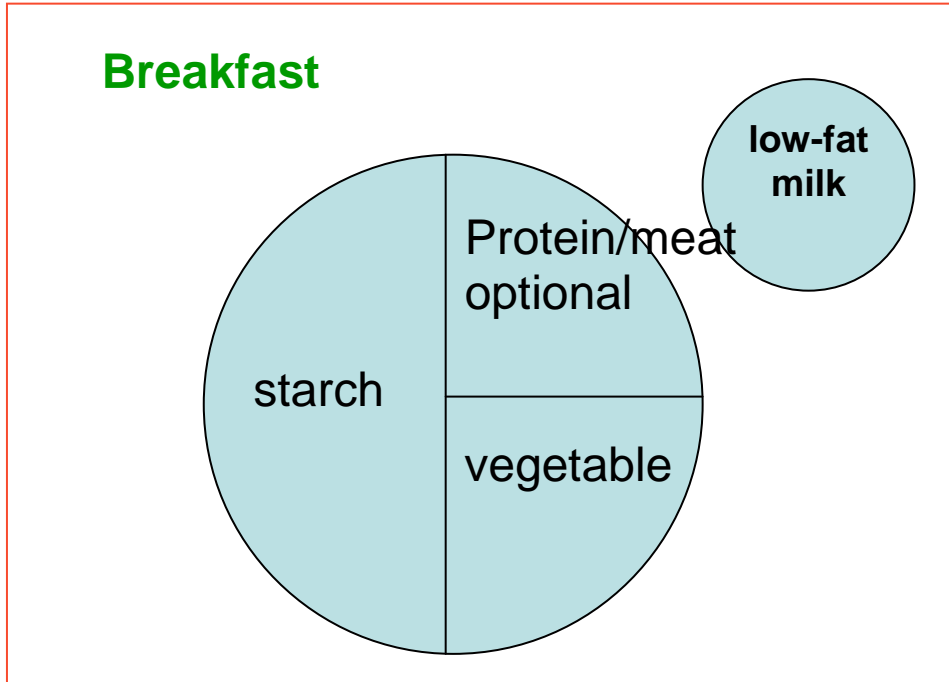 Breakfast
low-fat
milk
Protein/meat
optional
starch
vegetable